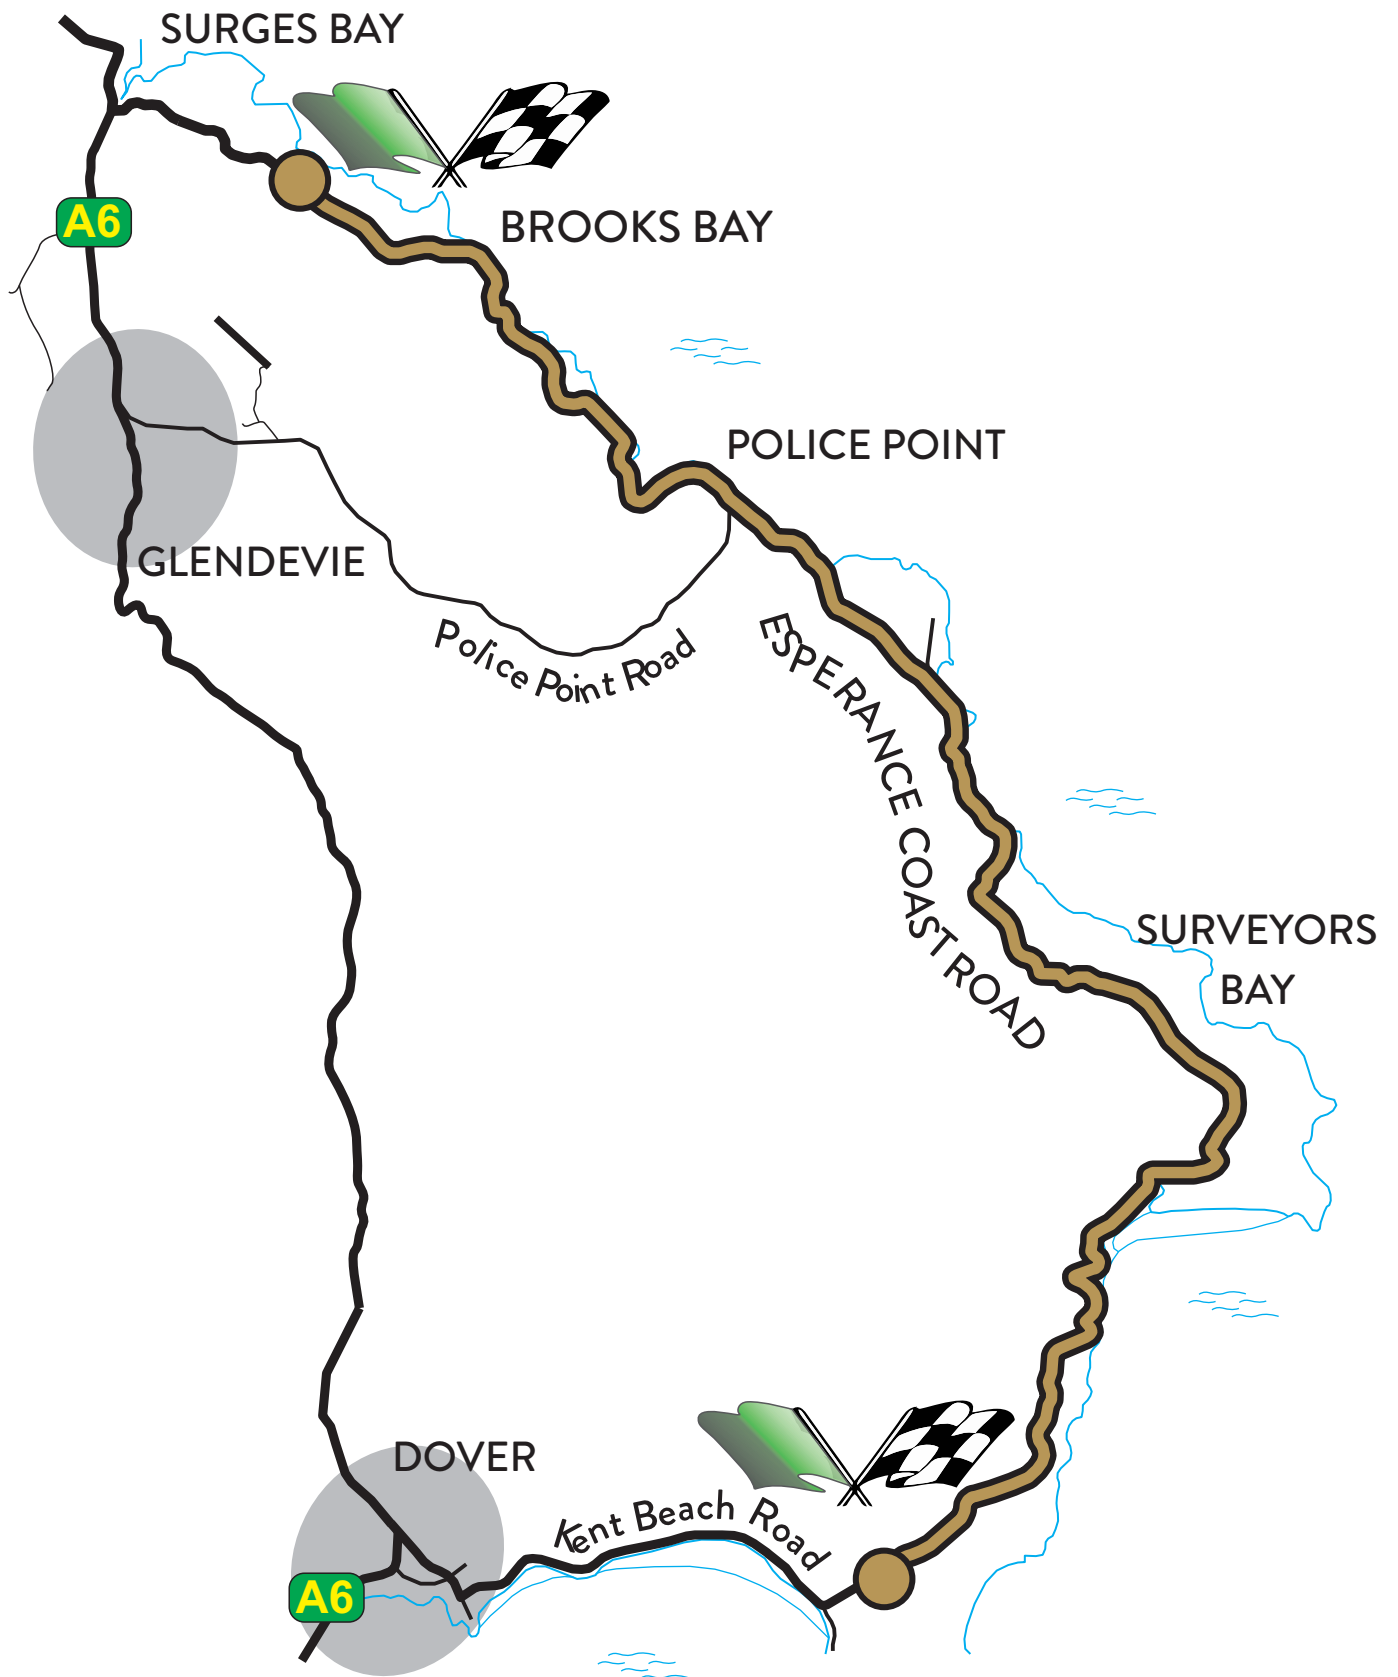 SURGES BAY
A6
BROOKS BAY
POLICE POINT
GLENDEVIE
Police Point Road
ESPERANCE COAST ROAD
SURVEYORS
BAY
DOVER
Kent Beach Road
A6